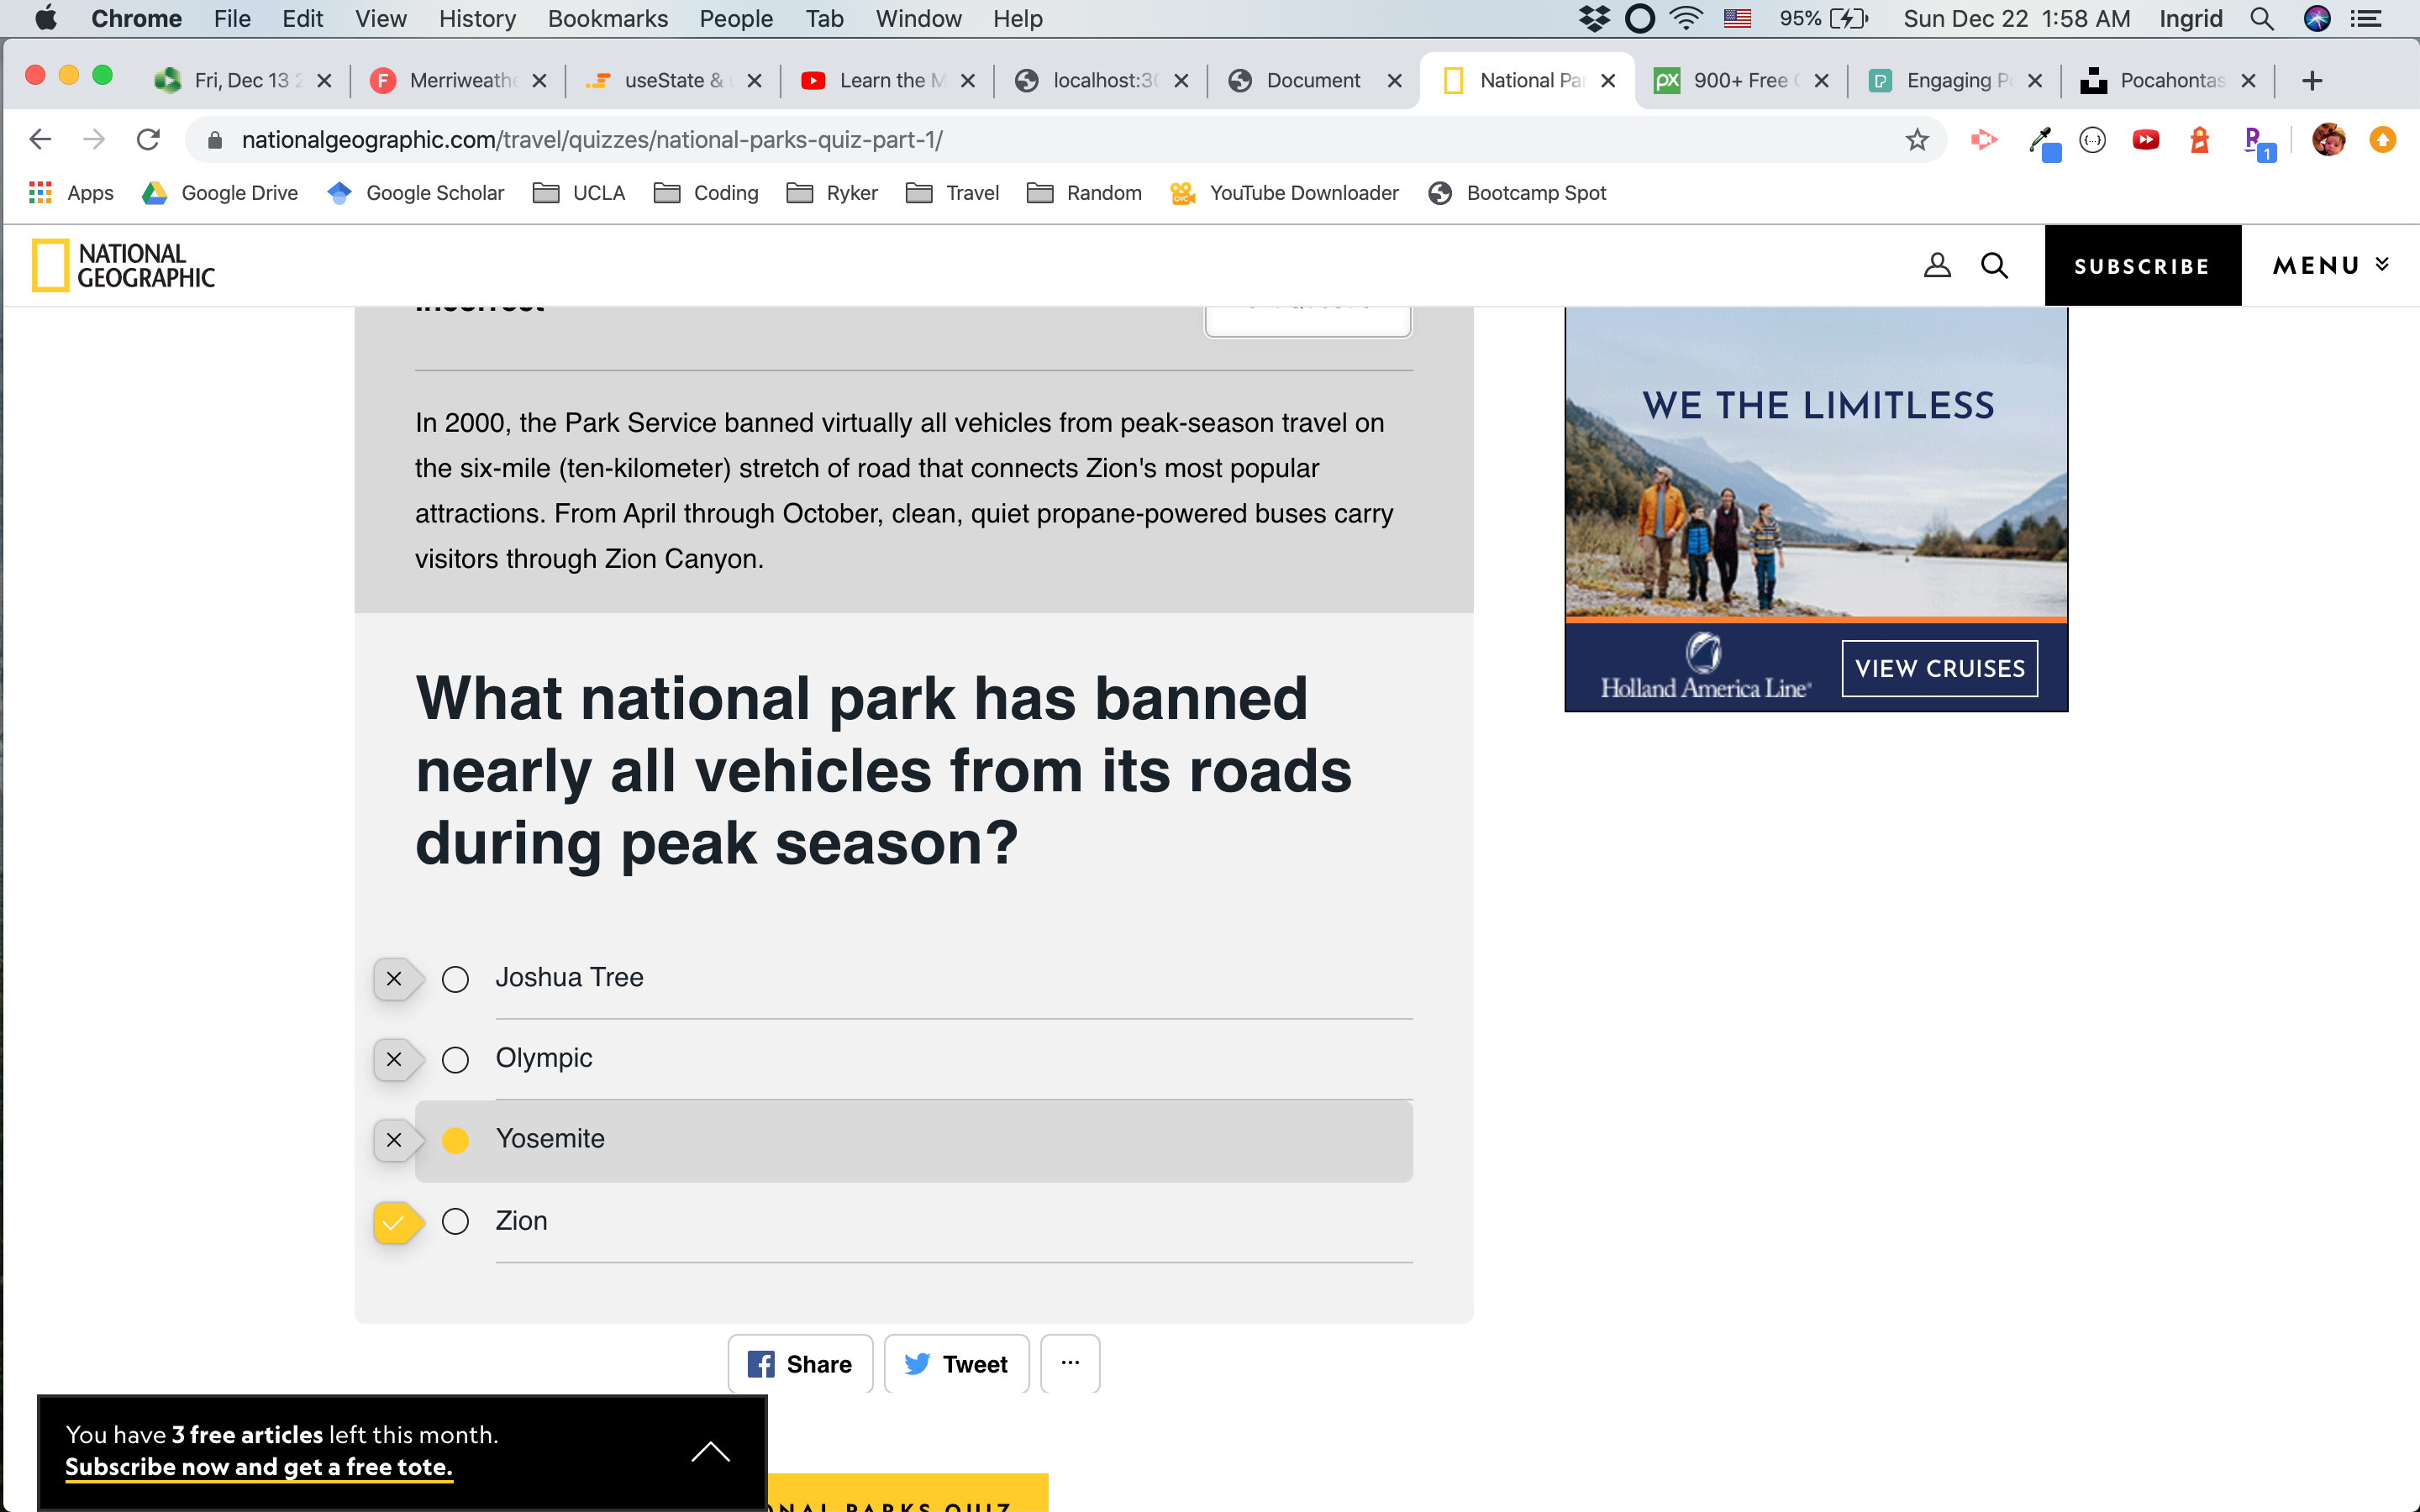 Chrome File Edit View History Bookmarks People Tab Window Help 95% Sun Dec 22 1:58 AM Ingrid
Fri, Dec 13 Merriweathe useState & Learn the M localhost:30 Document National Par 900+ Free Engaging Po Pocahontas
nationalgeographic.com/travel/quizzes/national-parks-quiz-part-1/
Apps Google Drive Google Scholar UCLA Coding Ryker Travel Random YouTube Downloader Bootcamp Spot
NATIONAL
GEOGRAPHIC
SUBSCRIBE MENU
Incorrect
In 2000, the Park Service banned virtually all vehicles from peak-season travel on
the six-mile (ten-kilometer) stretch of road that connects Zion's most popular
attractions. From April through October, clean, quiet propane-powered buses carry
visitors through Zion Canyon.
What national park has banned
nearly all vehicles from its roads
during peak season?
Joshua Tree
Olympic
Yosemite
Zion
Share Tweet ...
WE THE LIMITLESS
Holland America Line
VIEW CRUISES
You have 3 free articles left this month.
Subscribe now and get a free tote.
ONAL PARKS QUIZ